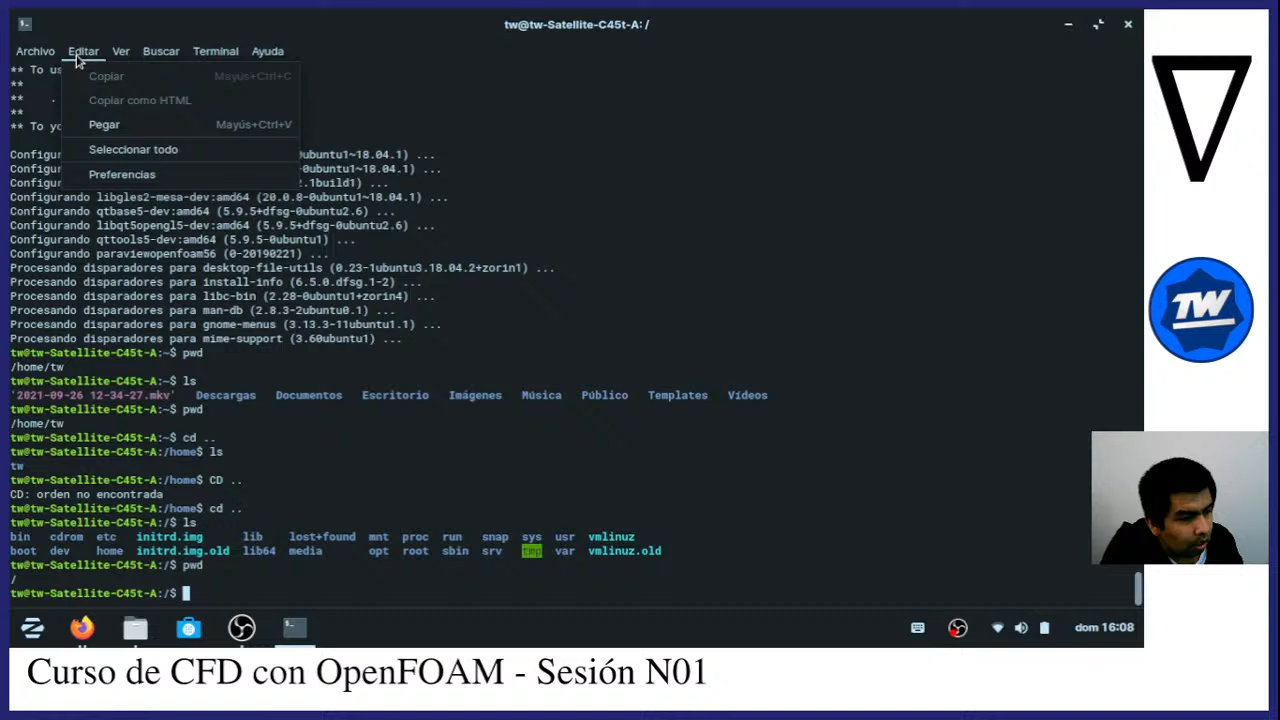 tw@tw-Satellite-C45t-A: /
Archivo Editar Ver Buscar Terminal Ayuda
** To us
Copiar Mayús+Ctrl+C
**
** . Copiar como HTML
**
** To yo Pegar Mayús+Ctrl+V
Seleccionar todo
Configu 0ubuntu1~18.04.1) ...
Configu -0ubuntu1~18.04.1) ...
Preferencias
Configu .1build1) ...
Configurando libgles2-mesa-dev:amd64 (20.0.8-0ubuntu1~18.04.1) ...
Configurando qtbase5-dev:amd64 (5.9.5+dfsg-0ubuntu2.6) ...
Configurando libqt5opengl5-dev:amd64 (5.9.5+dfsg-0ubuntu2.6) ...
Configurando qttools5-dev:amd64 (5.9.5-0ubuntu1) ...
Configurando paraviewopenfoam56 (0-20190221) ...
Procesando disparadores para desktop-file-utils (0.23-1ubuntu3.18.04.2+zorin1) ...
Procesando disparadores para install-info (6.5.0.dfsg.1-2) ...
Procesando disparadores para libc-bin (2.28-0ubuntu1+zorin4) ...
Procesando disparadores para man-db (2.8.3-2ubuntu0.1) ...
Procesando disparadores para gnome-menus (3.13.3-11ubuntu1.1) ...
Procesando disparadores para mime-support (3.60ubuntu1) ...
tw@tw-Satellite-C45t-A:~$ pwd
/home/tw
tw@tw-Satellite-C45t-A:~$ ls
'2021-09-26 12-34-27.mkv' Descargas Documentos Escritorio Imágenes Música Público Templates Vídeos
tw@tw-Satellite-C45t-A:~$ pwd
/home/tw
tw@tw-Satellite-C45t-A:~$ cd ..
tw@tw-Satellite-C45t-A:/home$ ls
tw
tw@tw-Satellite-C45t-A:/home$ CD ..
CD: orden no encontrada
tw@tw-Satellite-C45t-A:/home$ cd ..
tw@tw-Satellite-C45t-A:/$ ls
bin cdrom etc initrd.img lib lost+found mnt proc run snap sys usr vmlinuz
boot dev home initrd.img.old lib64 media opt root sbin srv tmp var vmlinuz.old
tw@tw-Satellite-C45t-A:/$ pwd
/
tw@tw-Satellite-C45t-A:/$
TW
dom 16:08
Curso de CFD con OpenFOAM - Sesión N01